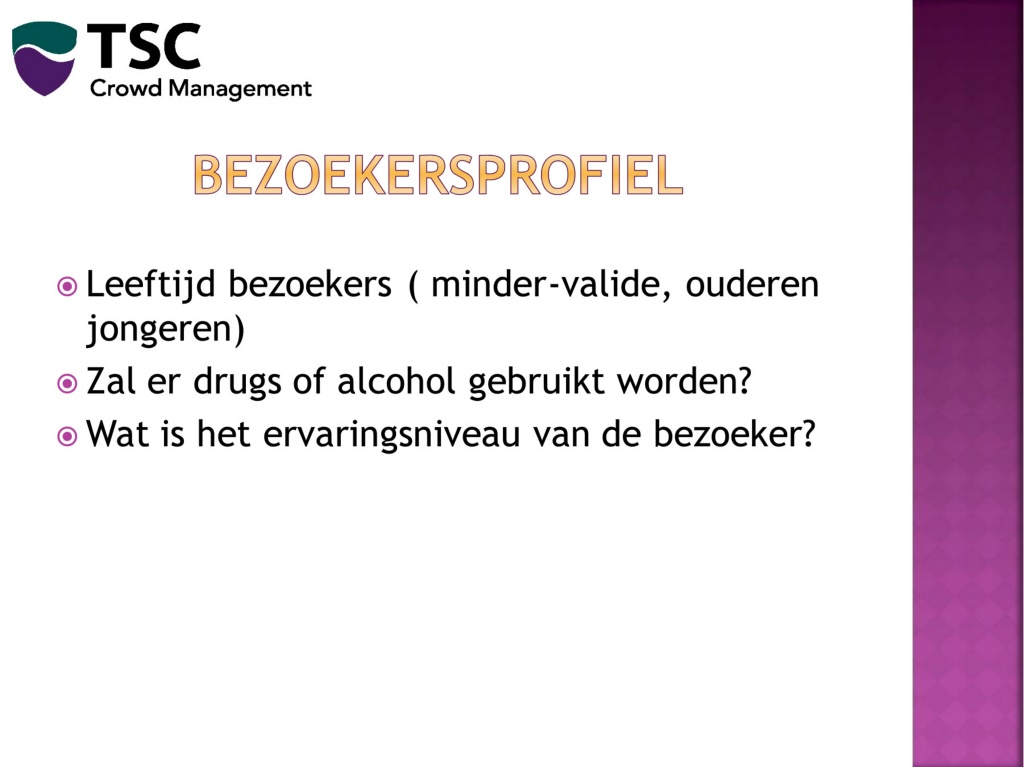 TSC
Crowd Management
BEZOEKERSPROFIEL
Leeftijd bezoekers ( minder-valide, ouderen
jongeren)
Zal er drugs of alcohol gebruikt worden?
Wat is het ervaringsniveau van de bezoeker?